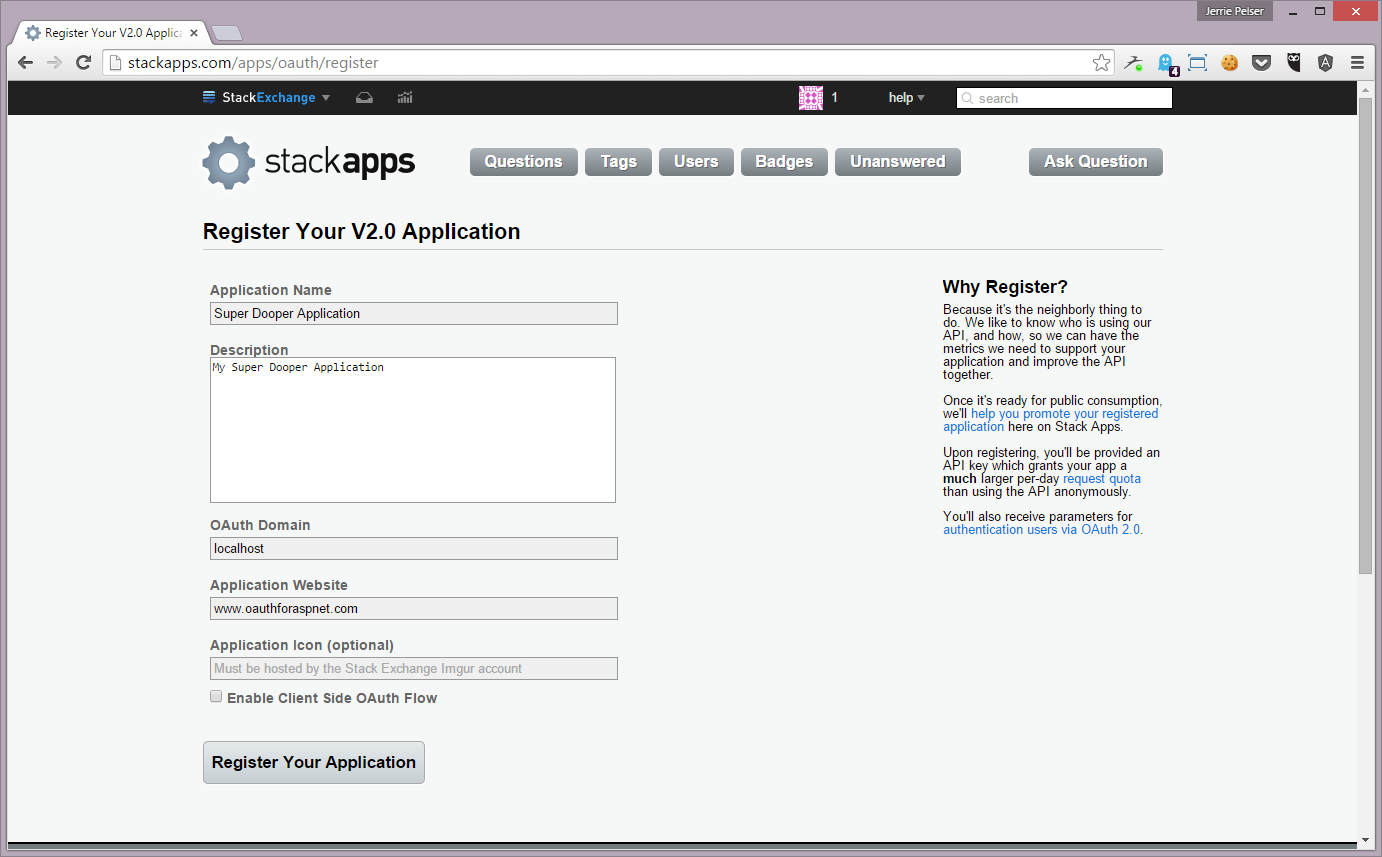 Jerrie Pelser
Register Your V2.0 Applica
stackapps.com/apps/oauth/register
4
StackExchange
1
help
search
stackapps
Questions
Tags
Users
Badges
Unanswered
Ask Question
Register Your V2.0 Application
Application Name
Super Dooper Application
Description
My Super Dooper Application
OAuth Domain
localhost
Application Website
www.oauthforaspnet.com
Application Icon (optional)
Must be hosted by the Stack Exchange Imgur account
Enable Client Side OAuth Flow
Register Your Application
Why Register?
Because it's the neighborly thing to
do. We like to know who is using our
API, and how, so we can have the
metrics we need to support your
application and improve the API
together.
Once it's ready for public consumption,
we'll help you promote your registered
application here on Stack Apps.
Upon registering, you'll be provided an
API key which grants your app a
much larger per-day request quota
than using the API anonymously.
You'll also receive parameters for
authentication users via OAuth 2.0.